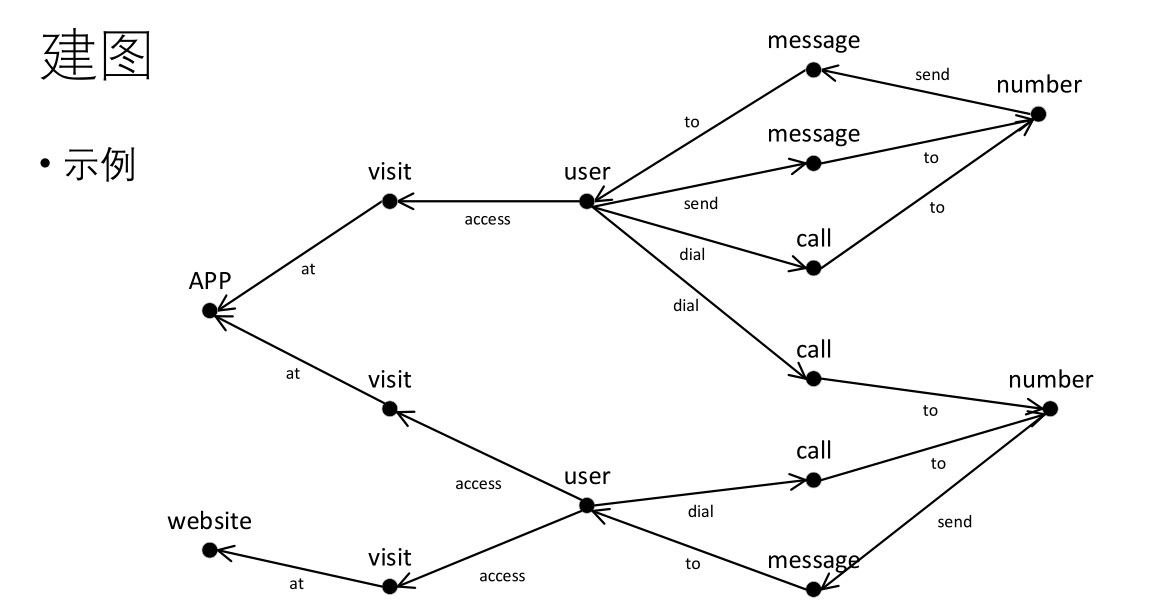 建图
• 示例
message
send
number
to
message
to
visit
user
send
access
to
call
dial
at
APP
dial
call
at
visit
number
to
call
access
to
user
dial
send
website
visit
to
message
access
at